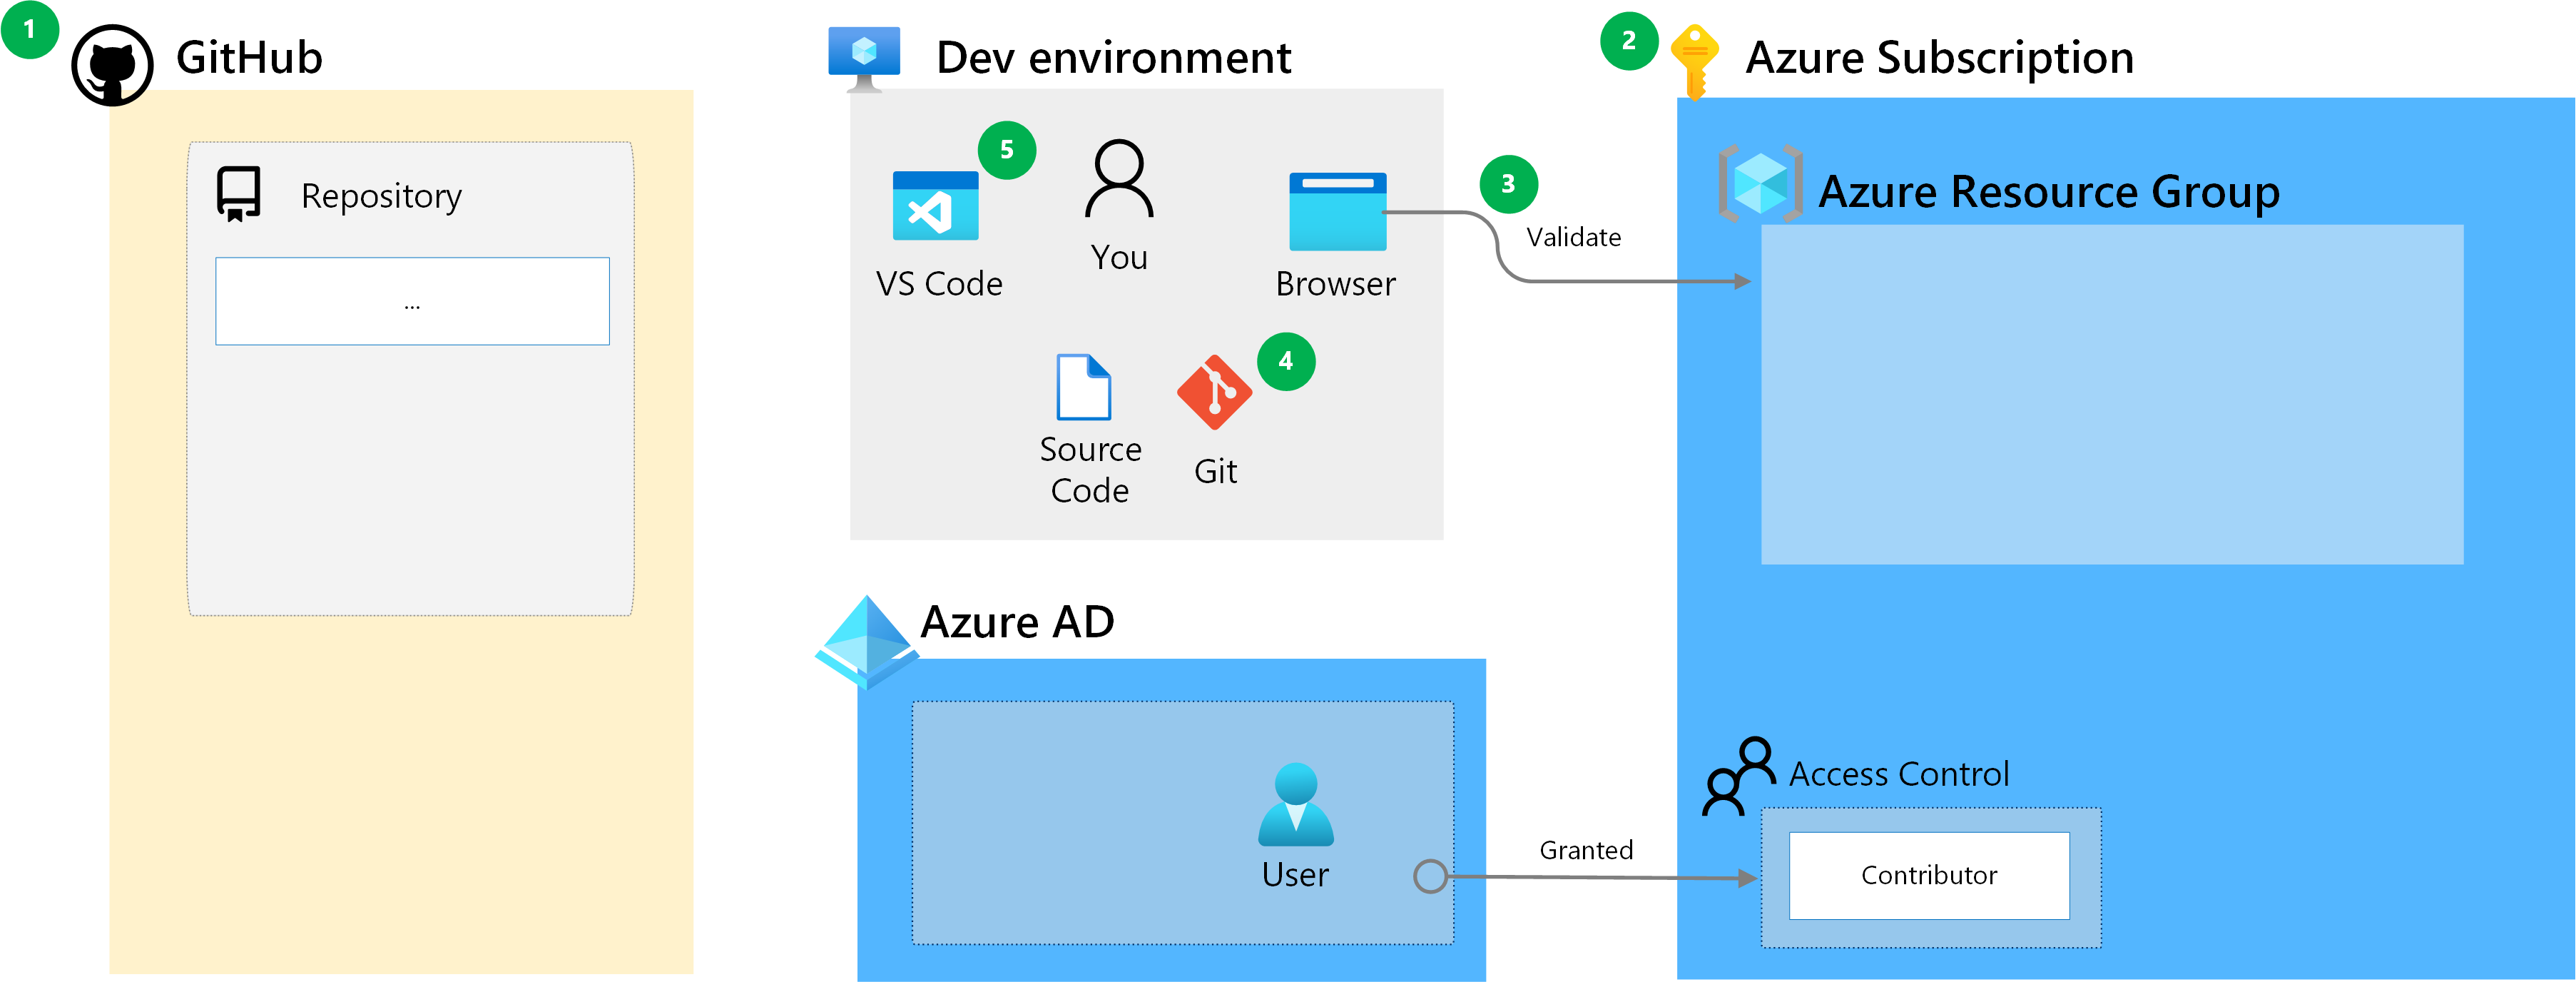 1
GitHub
Repository
...
Dev environment
5
VS Code
You
Browser
4
Source
Code
Git
3
Validate
2
Azure Subscription
Azure Resource Group
Azure AD
User
Granted
Access Control
Contributor